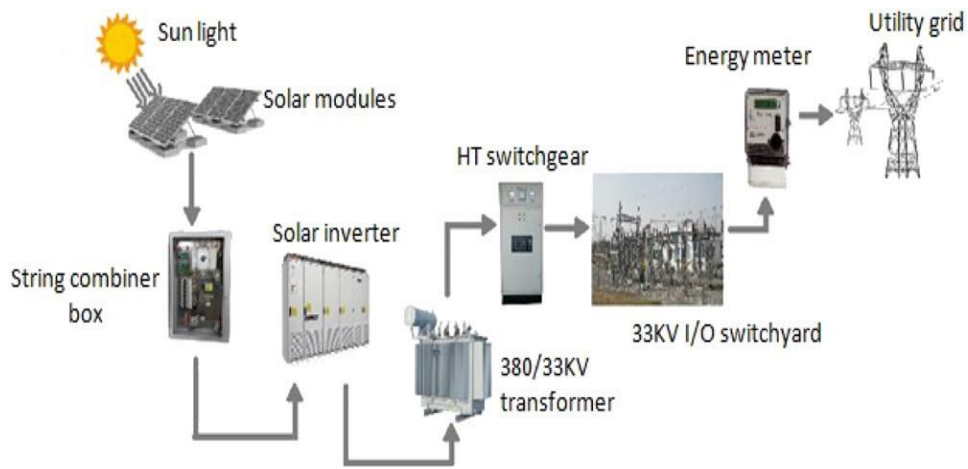 Sun light
Solar modules
String combiner
box
Solar inverter
380/33KV
transformer
HT switchgear
33KV I/O switchyard
Energy meter
Utility grid